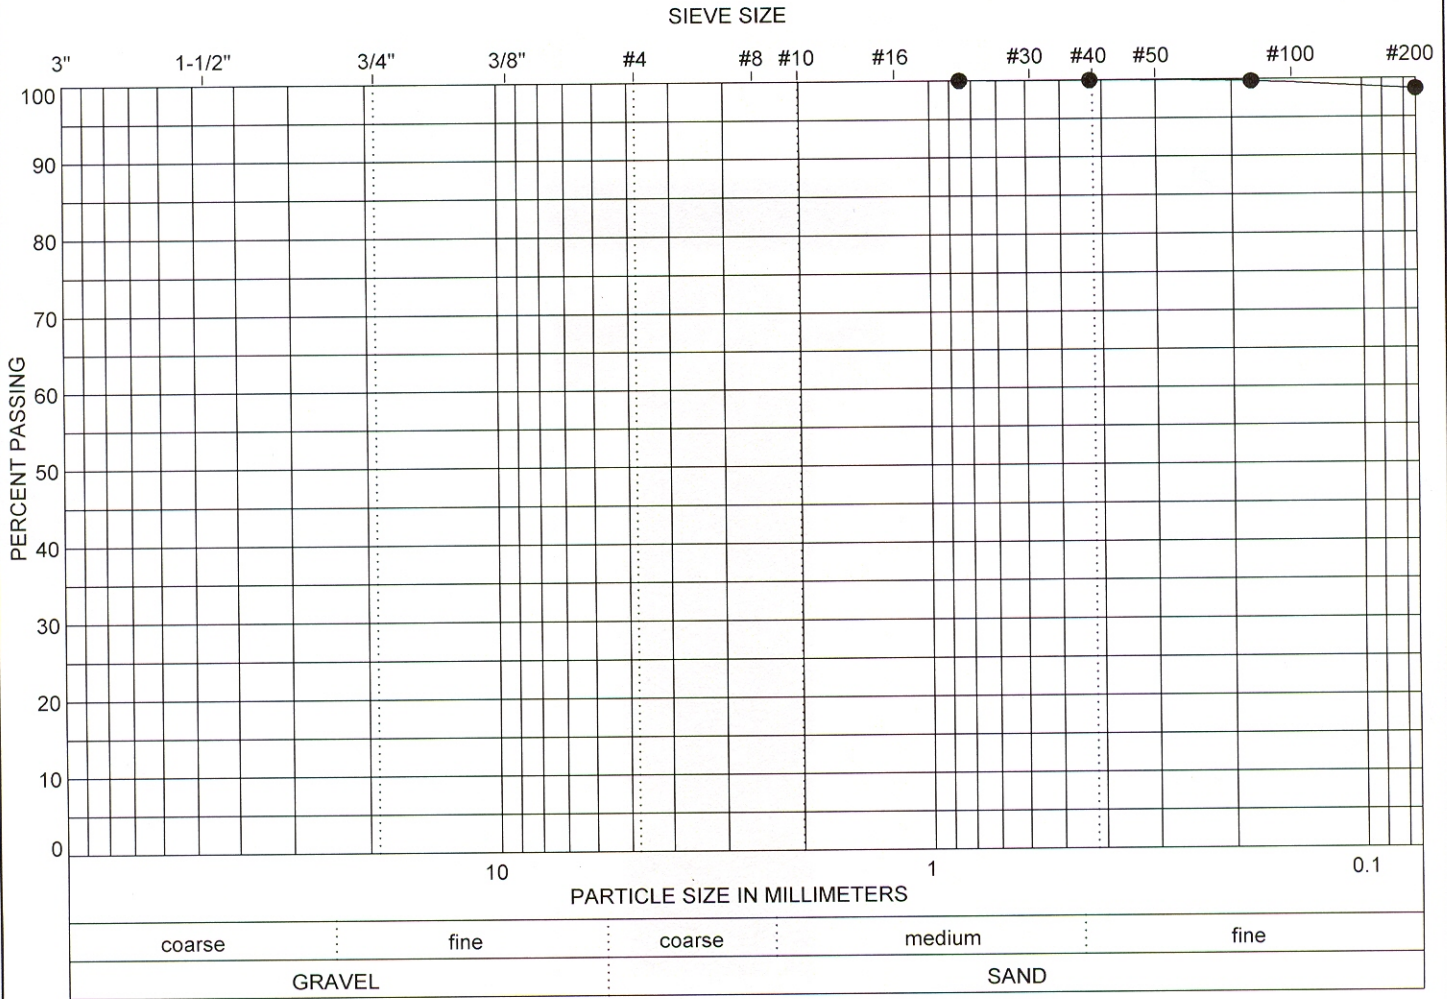 SIEVE SIZE
3" 1-1/2" 3/4" 3/8" #4 #8 #10 #16 #30 #40 #50 #100 #200
100
90
80
70
60
50
40
30
20
10
0
PERCENT PASSING
10 1 0.1
PARTICLE SIZE IN MILLIMETERS
coarse fine coarse medium fine
GRAVEL SAND